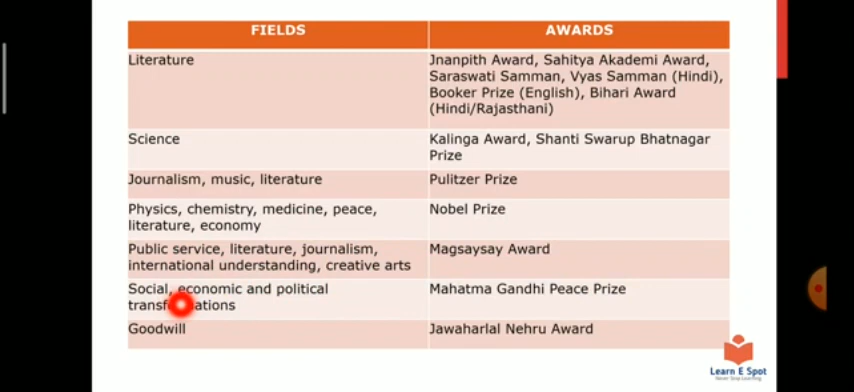 FIELDS
AWARDS
Literature
Jnanpith Award, Sahitya Akademi Award,
Saraswati Samman, Vyas Samman (Hindi),
Booker Prize (English), Bihari Award
(Hindi/Rajasthani)
Science
Kalinga Award, Shanti Swarup Bhatnagar
Prize
Journalism, music, literature
Pulitzer Prize
Physics, chemistry, medicine, peace,
literature, economy
Nobel Prize
Public service, literature, journalism,
international understanding, creative arts
Magsaysay Award
Social, economic and political
Mahatma Gandhi Peace Prize
Goodwill
Jawaharlal Nehru Award
Learn E Spot
Never Stop Learning